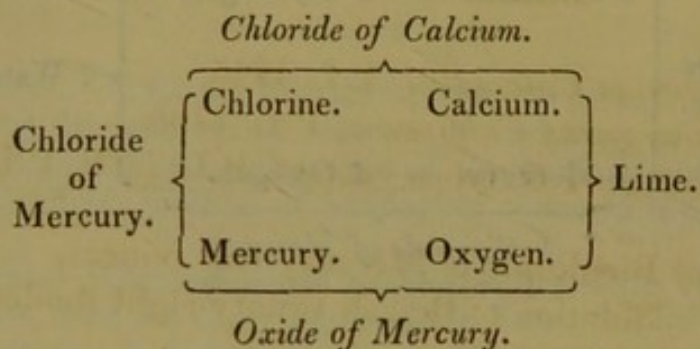 Chloride of Calcium.
Chlorine. Calcium.
Chloride
of
Mercury.
Lime.
Mercury. Oxygen.
Oxide of Mercury.